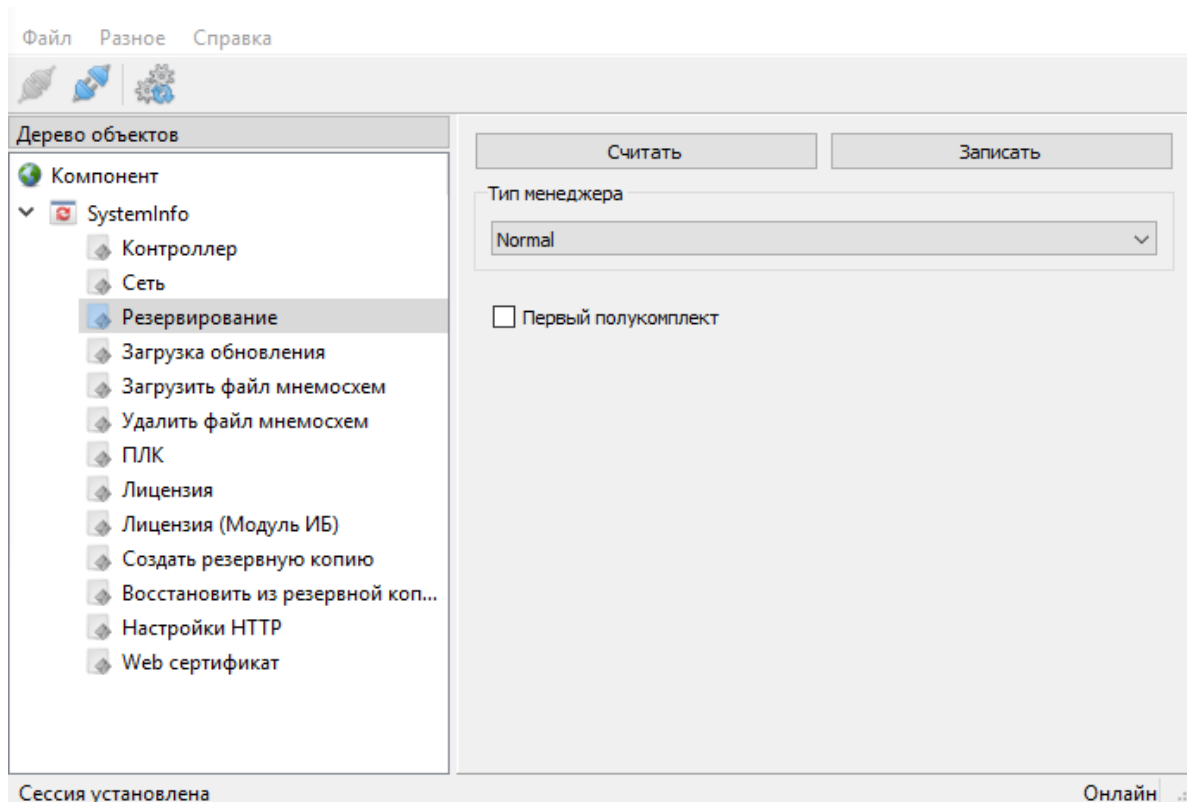 Файл Разное Справка
Дерево объектов
Компонент
SystemInfo
Контроллер
Сеть
Резервирование
Загрузка обновления
Загрузить файл мнемосхем
Удалить файл мнемосхем
ПЛК
Лицензия
Лицензия (Модуль ИБ)
Создать резервную копию
Восстановить из резервной коп...
Настройки HTTP
Web сертификат
Считать Записать
Тип менеджера
Normal
Первый полукомплект
Сессия установлена Онлайн